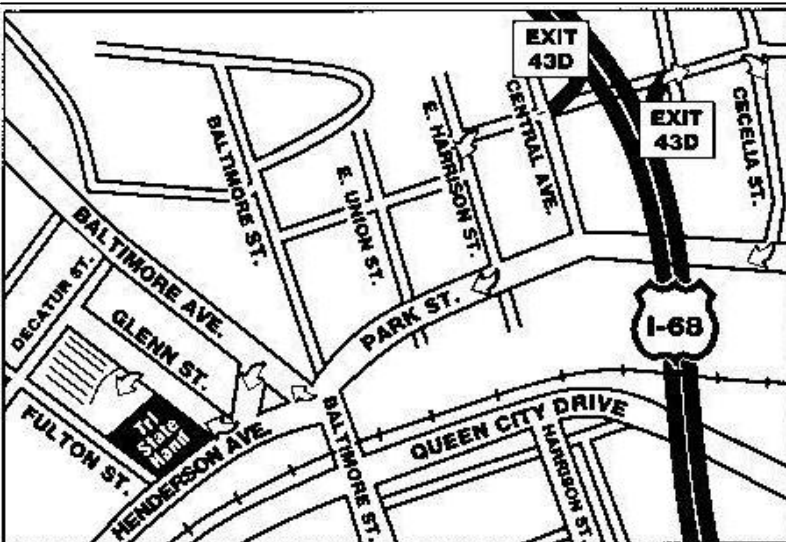 EXIT
43D
EXIT
43D
CENTRAL AVE.
CECELIA ST.
E. HARRISON ST.
BALTIMORE ST.
E. UNION ST.
BALTIMORE AVE.
DECATUR ST.
GLENN ST.
PARK ST.
I-68
Tri
State
Hand
FULTON ST.
HENDERSON AVE.
BALTIMORE ST.
QUEEN CITY DRIVE
HARRISON ST.